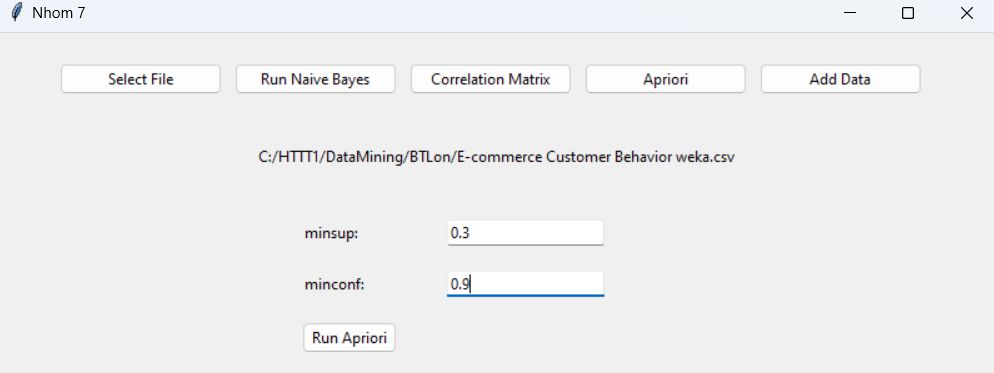 Nhom 7
Select File Run Naive Bayes Correlation Matrix Apriori Add Data
C:/HTTT1/DataMining/BTLon/E-commerce Customer Behavior weka.csv
minsup: 0.3
minconf: 0.9
Run Apriori